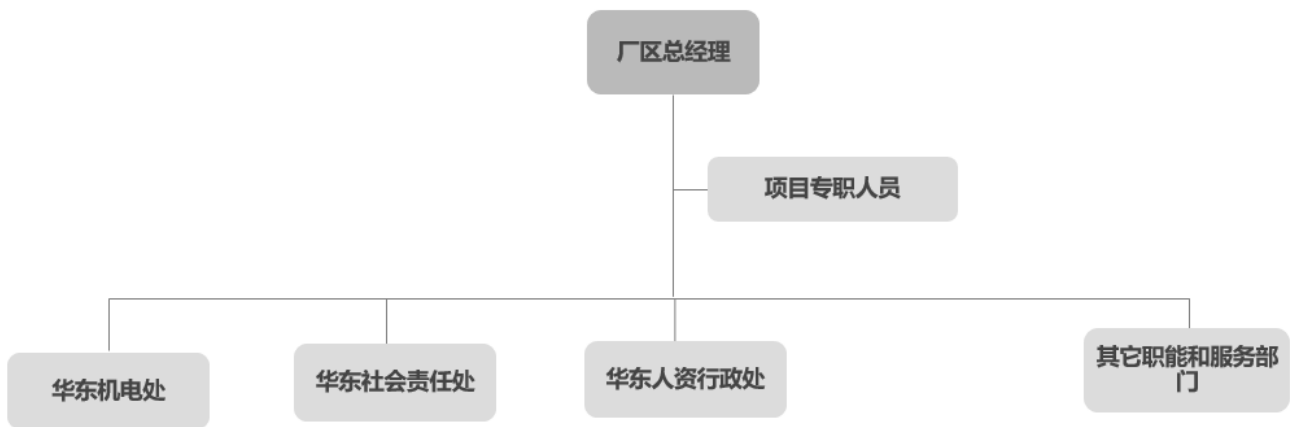 厂区总经理
项目专职人员
华东机电处
华东社会责任处
华东人资行政处
其它职能和服务部
门